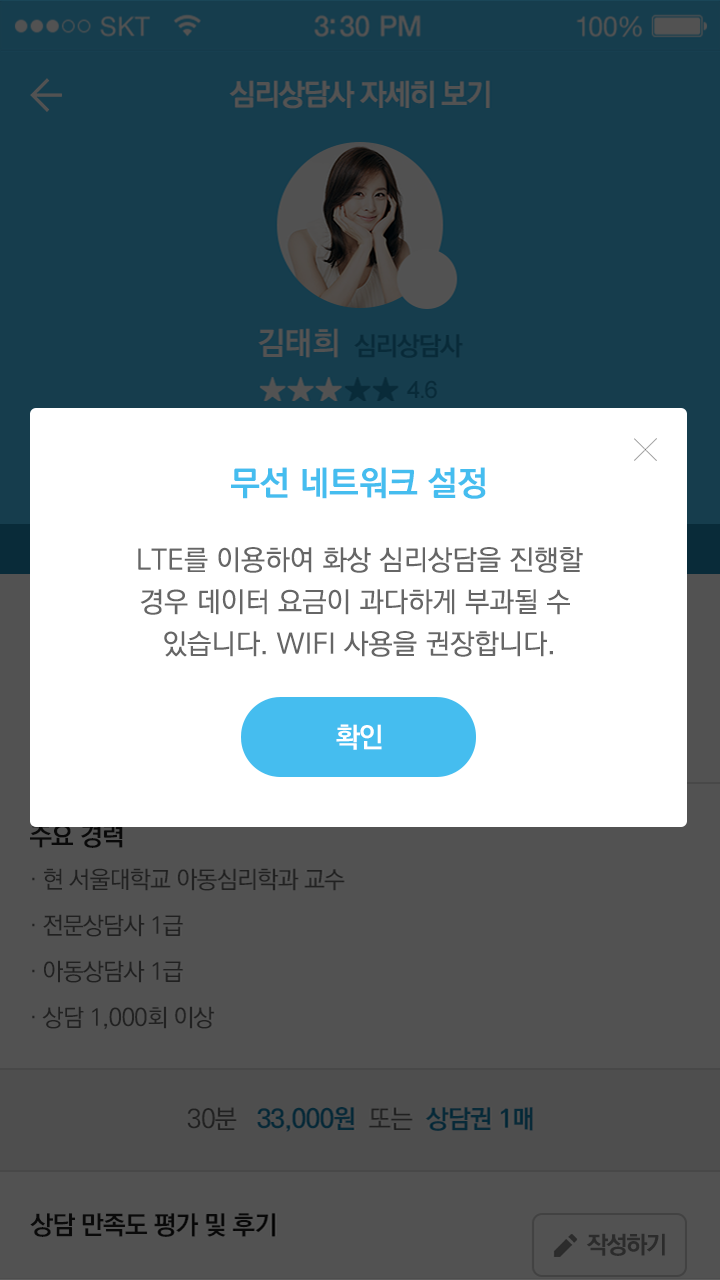 SKT 3:30 PM 100%
심리상담사 자세히 보기
김태희 심리상담사
4.6
무선 네트워크 설정
LTE를 이용하여 화상 심리상담을 진행할
경우 데이터 요금이 과다하게 부과될 수
있습니다. WIFI 사용을 권장합니다.
확인
주요 경력
· 현 서울대학교 아동심리학과 교수
· 전문상담사 1급
· 아동상담사 1급
· 상담 1,000회 이상
30분 33,000원 또는 상담권 1매
상담 만족도 평가 및 후기
작성하기